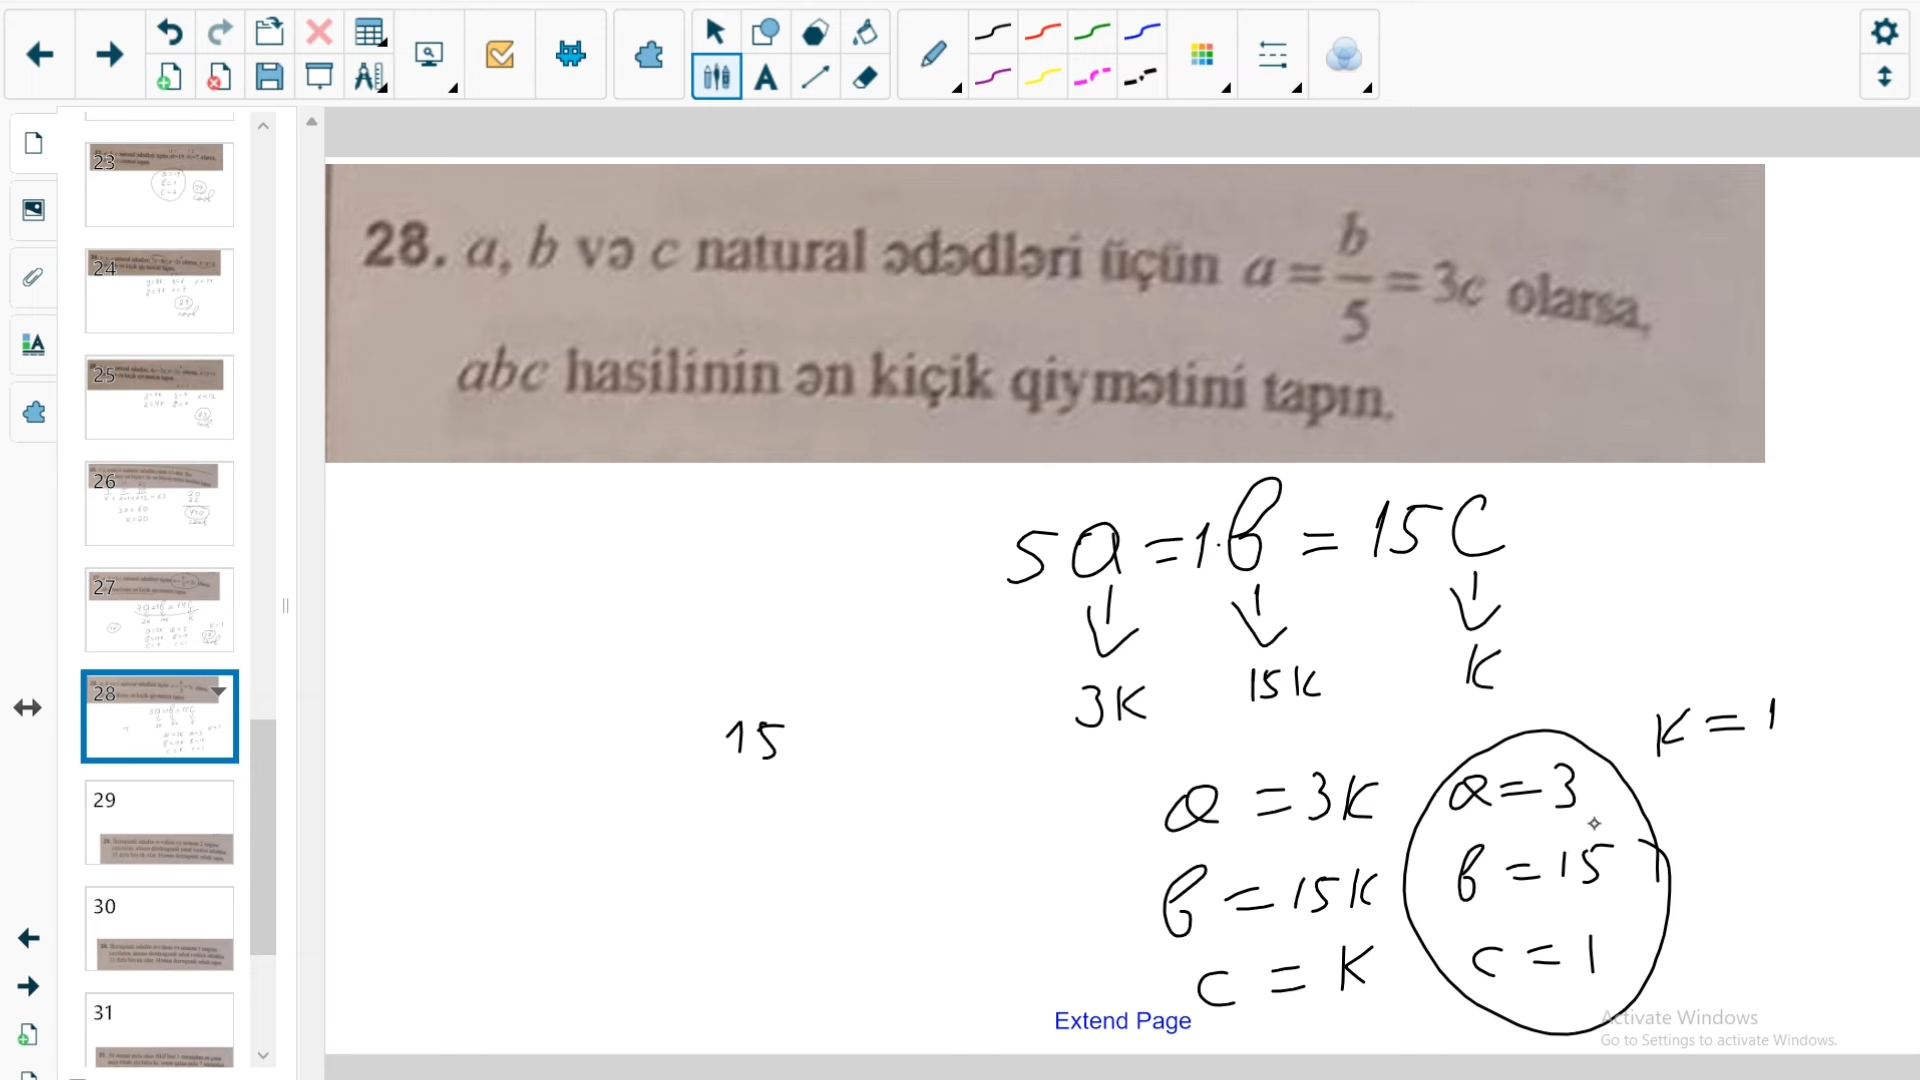 23
24
25
26
27
28
29
30
31
28. a, b və c natural ədədləri üçün a = b/5 = 3c olarsa,
abc hasilinin ən kiçik qiymətini tapın.
5a = 1·b = 15c
3k 15k k
15
k = 1
a = 3k a = 3
b = 15k b = 15
c = k c = 1
Extend Page
Activate Windows
Go to Settings to activate Windows.